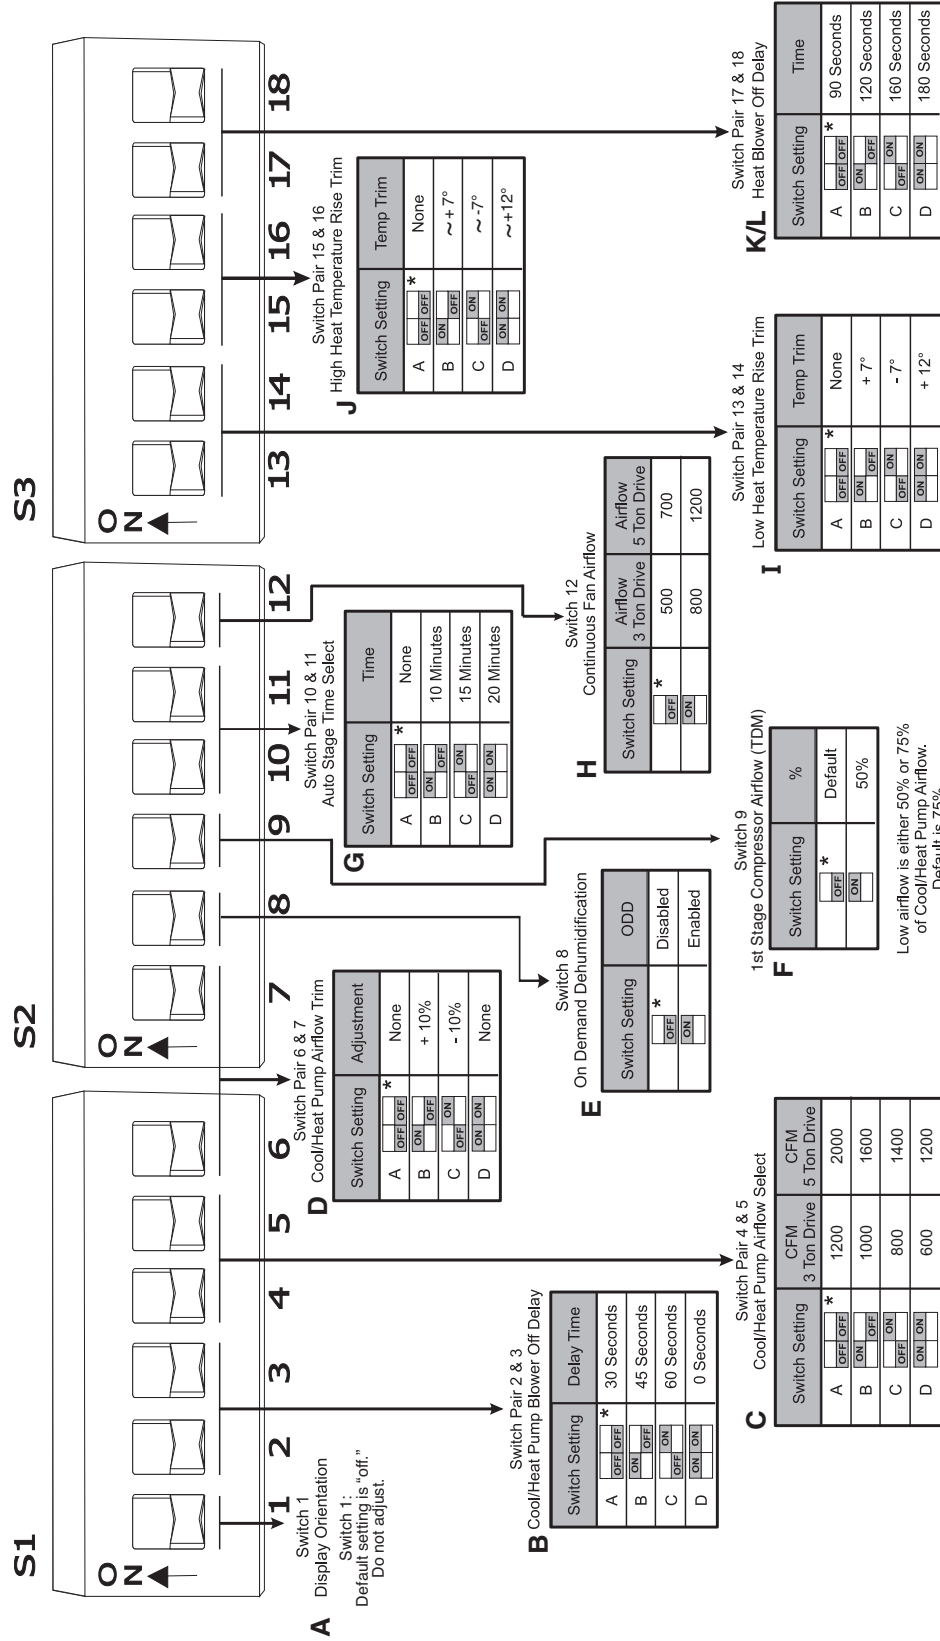 S1
ON
1
2
3
4
5
6
S2
ON
7
8
9
10
11
12
S3
ON
13
14
15
16
17
18
A
Switch 1
Display Orientation
Switch 1:
Default setting is "off."
Do not adjust.
Switch Pair 2 & 3
B Cool/Heat Pump Blower Off Delay
Switch Setting Delay Time
A OFF OFF * 30 Seconds
B ON OFF 45 Seconds
C OFF ON 60 Seconds
D ON ON 0 Seconds
Switch Pair 4 & 5
C Cool/Heat Pump Airflow Select
Switch Setting CFM 3 Ton Drive CFM 5 Ton Drive
A OFF OFF * 1200 2000
B ON OFF 1000 1600
C OFF ON 800 1400
D ON ON 600 1200
Switch Pair 6 & 7
D Cool/Heat Pump Airflow Trim
Switch Setting Adjustment
A OFF OFF * None
B ON OFF + 10%
C OFF ON - 10%
D ON ON None
Switch 8
E On Demand Dehumidification
Switch Setting ODD
OFF * Disabled
ON Enabled
Switch 9
1st Stage Compressor Airflow (TDM)
F
Switch Setting %
OFF * Default
ON 50%
Low airflow is either 50% or 75%
of Cool/Heat Pump Airflow.
Default is 75%
Switch Pair 10 & 11
Auto Stage Time Select
G
Switch Setting Time
A OFF OFF * None
B ON OFF 10 Minutes
C OFF ON 15 Minutes
D ON ON 20 Minutes
Switch 12
H Continuous Fan Airflow
Switch Setting Airflow 3 Ton Drive Airflow 5 Ton Drive
OFF * 500 700
ON 800 1200
Switch Pair 13 & 14
Low Heat Temperature Rise Trim
I
Switch Setting Temp Trim
A OFF OFF * None
B ON OFF + 7°
C OFF ON - 7°
D ON ON + 12°
Switch Pair 15 & 16
High Heat Temperature Rise Trim
J
Switch Setting Temp Trim
A OFF OFF * None
B ON OFF ~ + 7°
C OFF ON ~ -7°
D ON ON ~ +12°
Switch Pair 17 & 18
K/L Heat Blower Off Delay
Switch Setting Time
A OFF OFF * 90 Seconds
B ON OFF 120 Seconds
C OFF ON 160 Seconds
D ON ON 180 Seconds